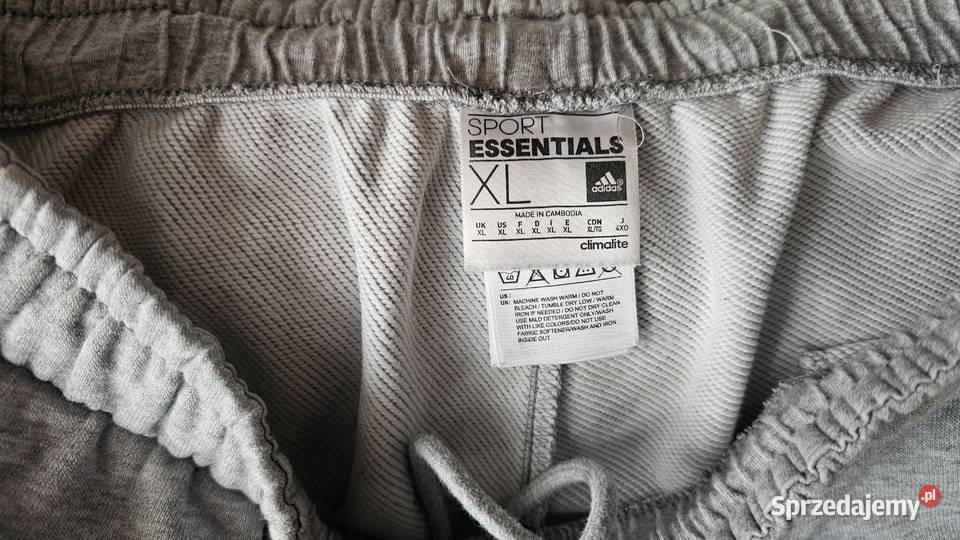 SPORT
ESSENTIALS
XL
adidas®
MADE IN CAMBODIA
UK US F D I E CDN J
XL XL XL XL XL XL XL/TG 4XO
climalite
40
US /
UK: MACHINE WASH WARM / DO NOT
BLEACH / TUMBLE DRY LOW / WARM
IRON IF NEEDED / DO NOT DRY CLEAN
USE MILD DETERGENT ONLY/WASH
WITH LIKE COLORS/DO NOT USE
FABRIC SOFTENER/WASH AND IRON
INSIDE OUT
Sprzedajemy.pl